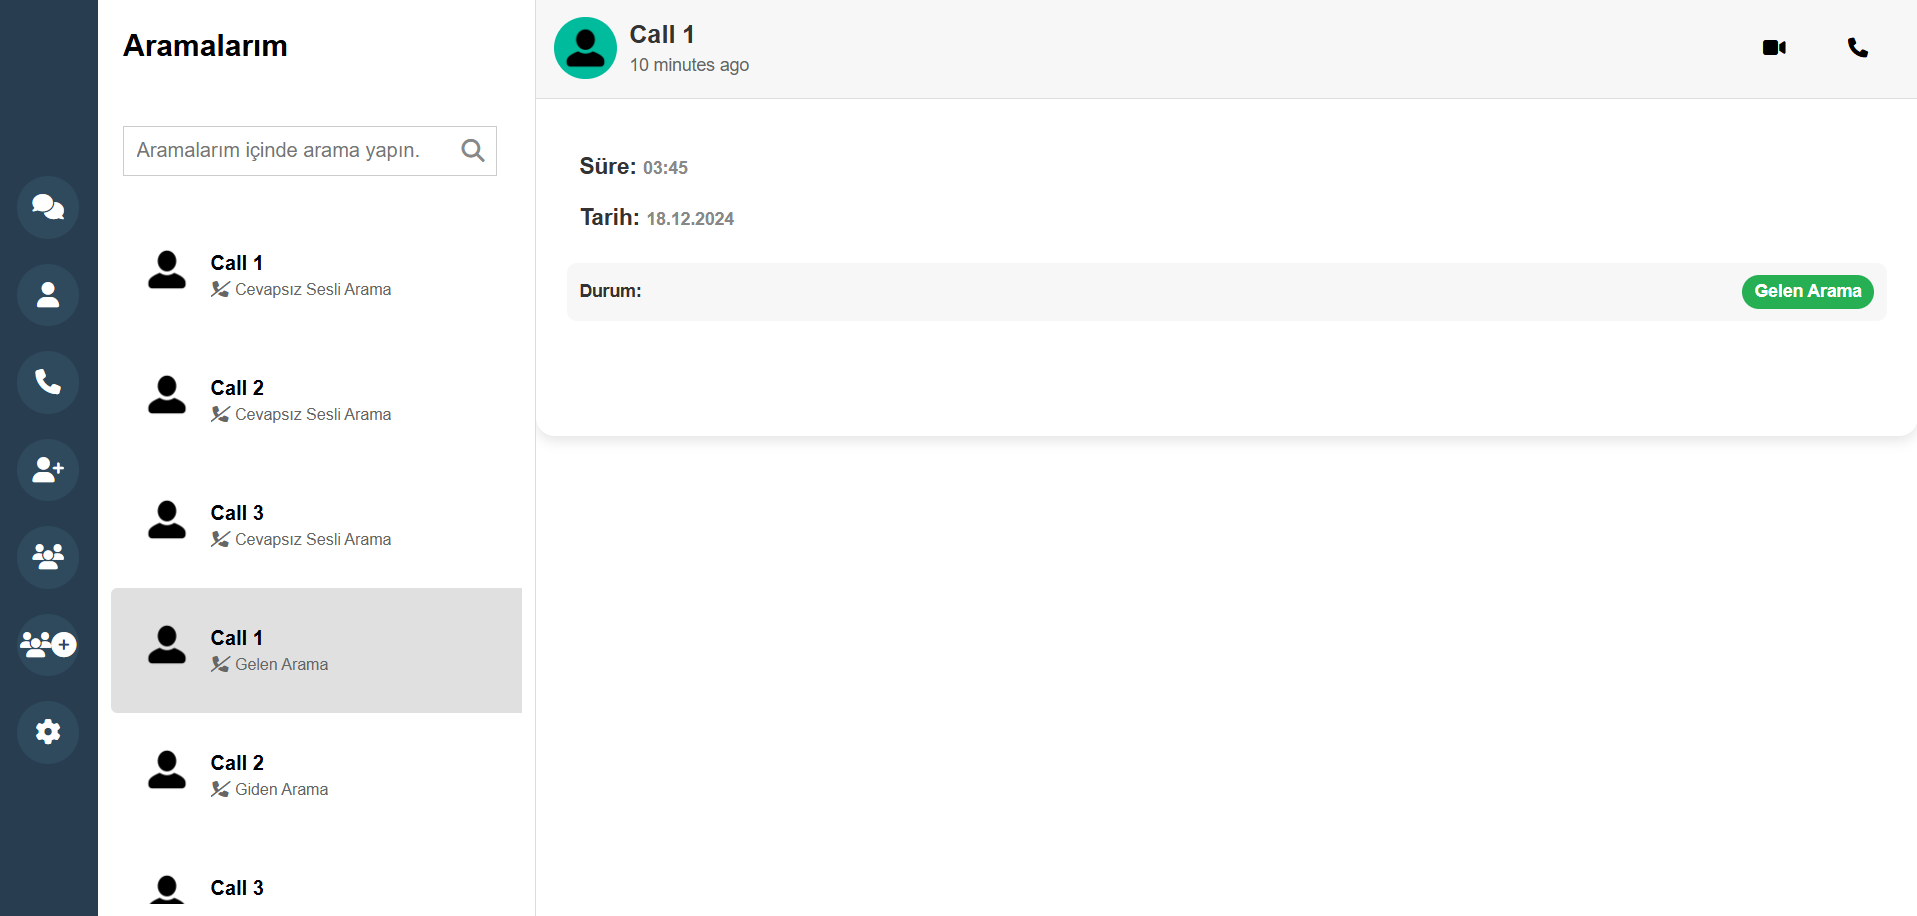 Aramalarım
Aramalarım içinde arama yapın.
Call 1
Cevapsız Sesli Arama
Call 2
Cevapsız Sesli Arama
Call 3
Cevapsız Sesli Arama
Call 1
Gelen Arama
Call 2
Giden Arama
Call 3
Call 1
10 minutes ago
Süre: 03:45
Tarih: 18.12.2024
Durum: Gelen Arama